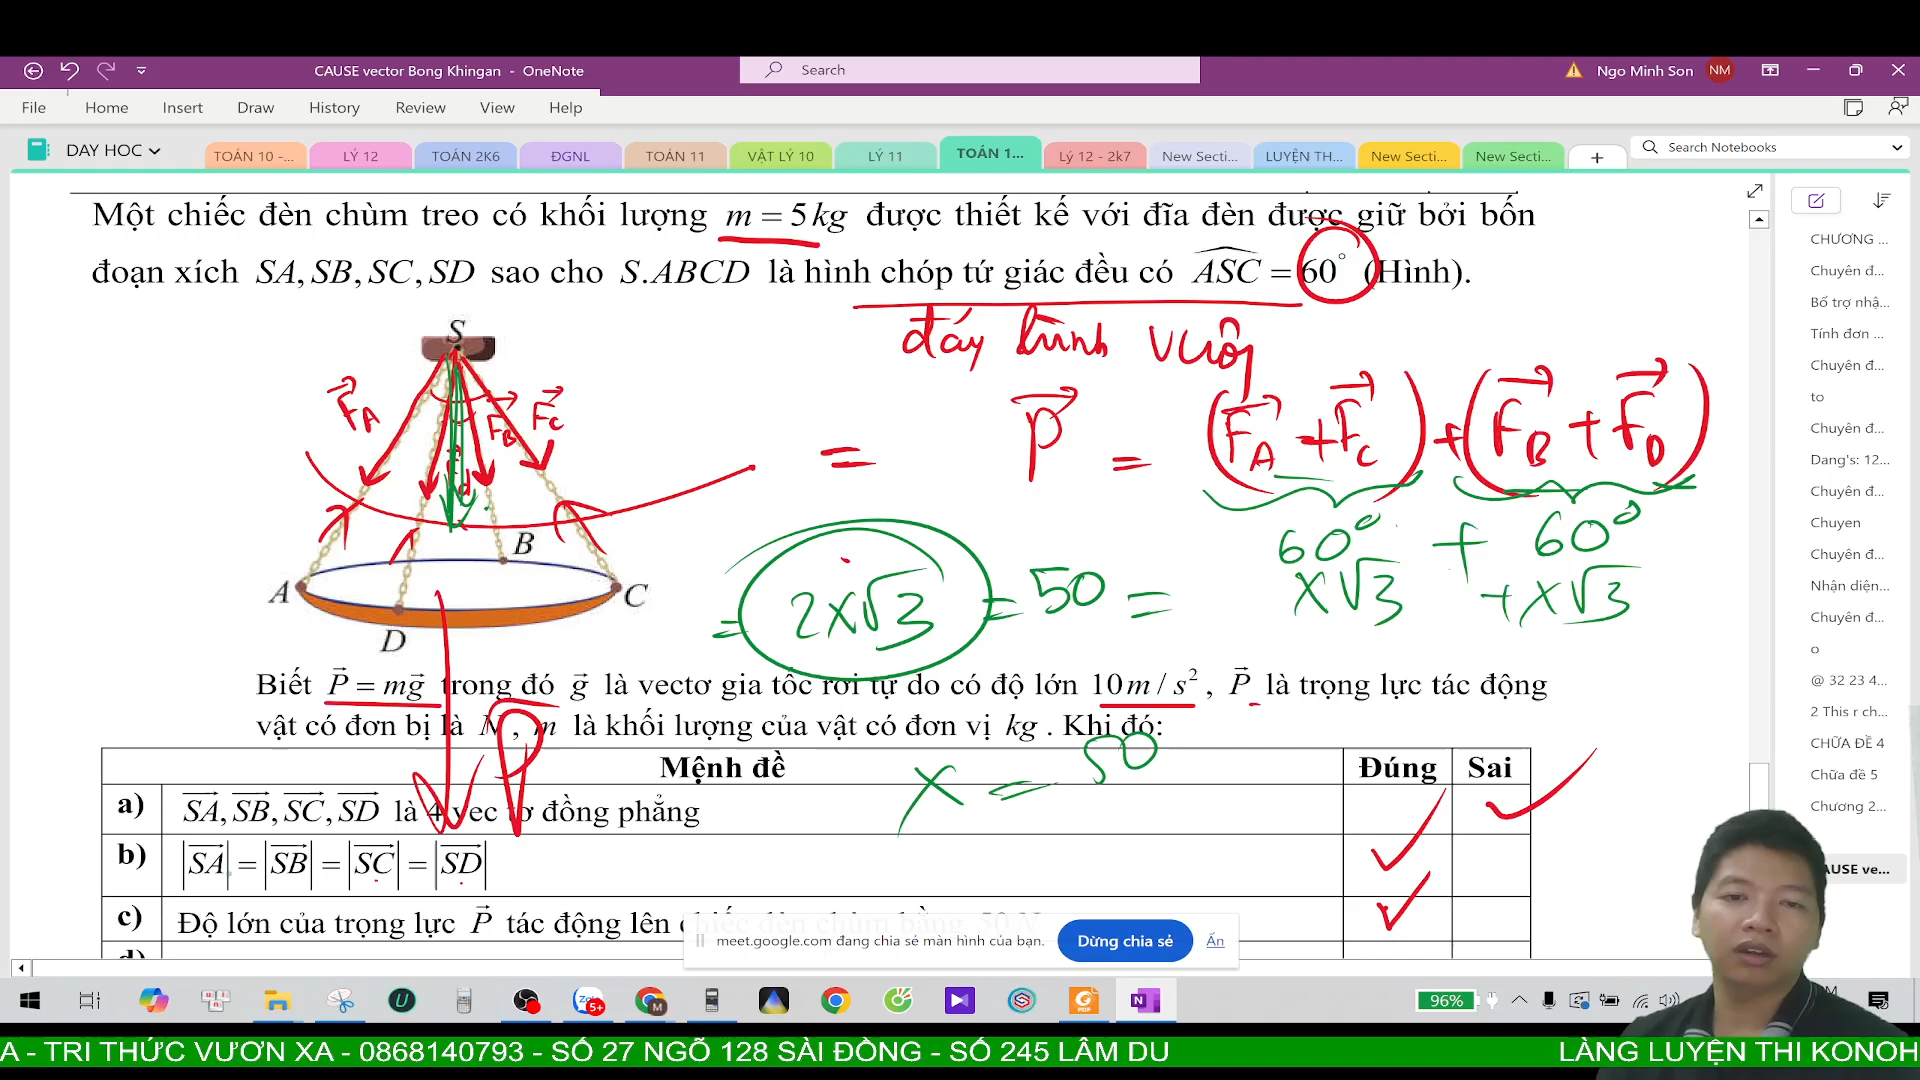 CAUSE vector Bong Khingan - OneNote
Search
Ngo Minh Son NM
File Home Insert Draw History Review View Help
DAY HOC
TOÁN 10 -... LÝ 12 TOÁN 2K6 ĐGNL TOÁN 11 VẬT LÝ 10 LÝ 11 TOÁN 1... Lý 12 - 2k7 New Secti... LUYỆN TH... New Secti... New Secti... +
Search Notebooks
Một chiếc đèn chùm treo có khối lượng m = 5 kg được thiết kế với đĩa đèn được giữ bởi bốn
đoạn xích SA, SB, SC, SD sao cho S.ABCD là hình chóp tứ giác đều có ASC = 60° (Hình).
đáy hình vuông
S
F_A F_B F_C
= P = (F_A + F_C) + (F_B + F_D)
60° + 60°
= 2x√3 = 50 = x√3 + x√3
A B C D
Biết P = mg trong đó g là vectơ gia tốc rơi tự do có độ lớn 10 m / s², P là trọng lực tác động
vật có đơn bị là N, m là khối lượng của vật có đơn vị kg . Khi đó:
P
x = 50
Mệnh đề Đúng Sai
a) SA, SB, SC, SD là 4 vec tơ đồng phẳng
b) |SA| = |SB| = |SC| = |SD|
c) Độ lớn của trọng lực P tác động lên chiếc đèn chùm bằng 50 N
d)
meet.google.com đang chia sẻ màn hình của bạn. Dừng chia sẻ Ẩn
CHƯƠNG ...
Chuyên đ...
Bổ trợ nhậ...
Tính đơn ...
Chuyên đ...
to
Chuyên đ...
Dang's: 12...
Chuyên đ...
Chuyen
Chuyên đ...
Nhận diện...
Chuyên đ...
o
@ 32 23 4...
2 This r ch...
CHỮA ĐỀ 4
Chữa đề 5
Chương 2...
AUSE ve...
96%
A - TRI THỨC VƯƠN XA - 0868140793 - SỐ 27 NGÕ 128 SÀI ĐỒNG - SỐ 245 LÂM DU
LÀNG LUYỆN THI KONOH